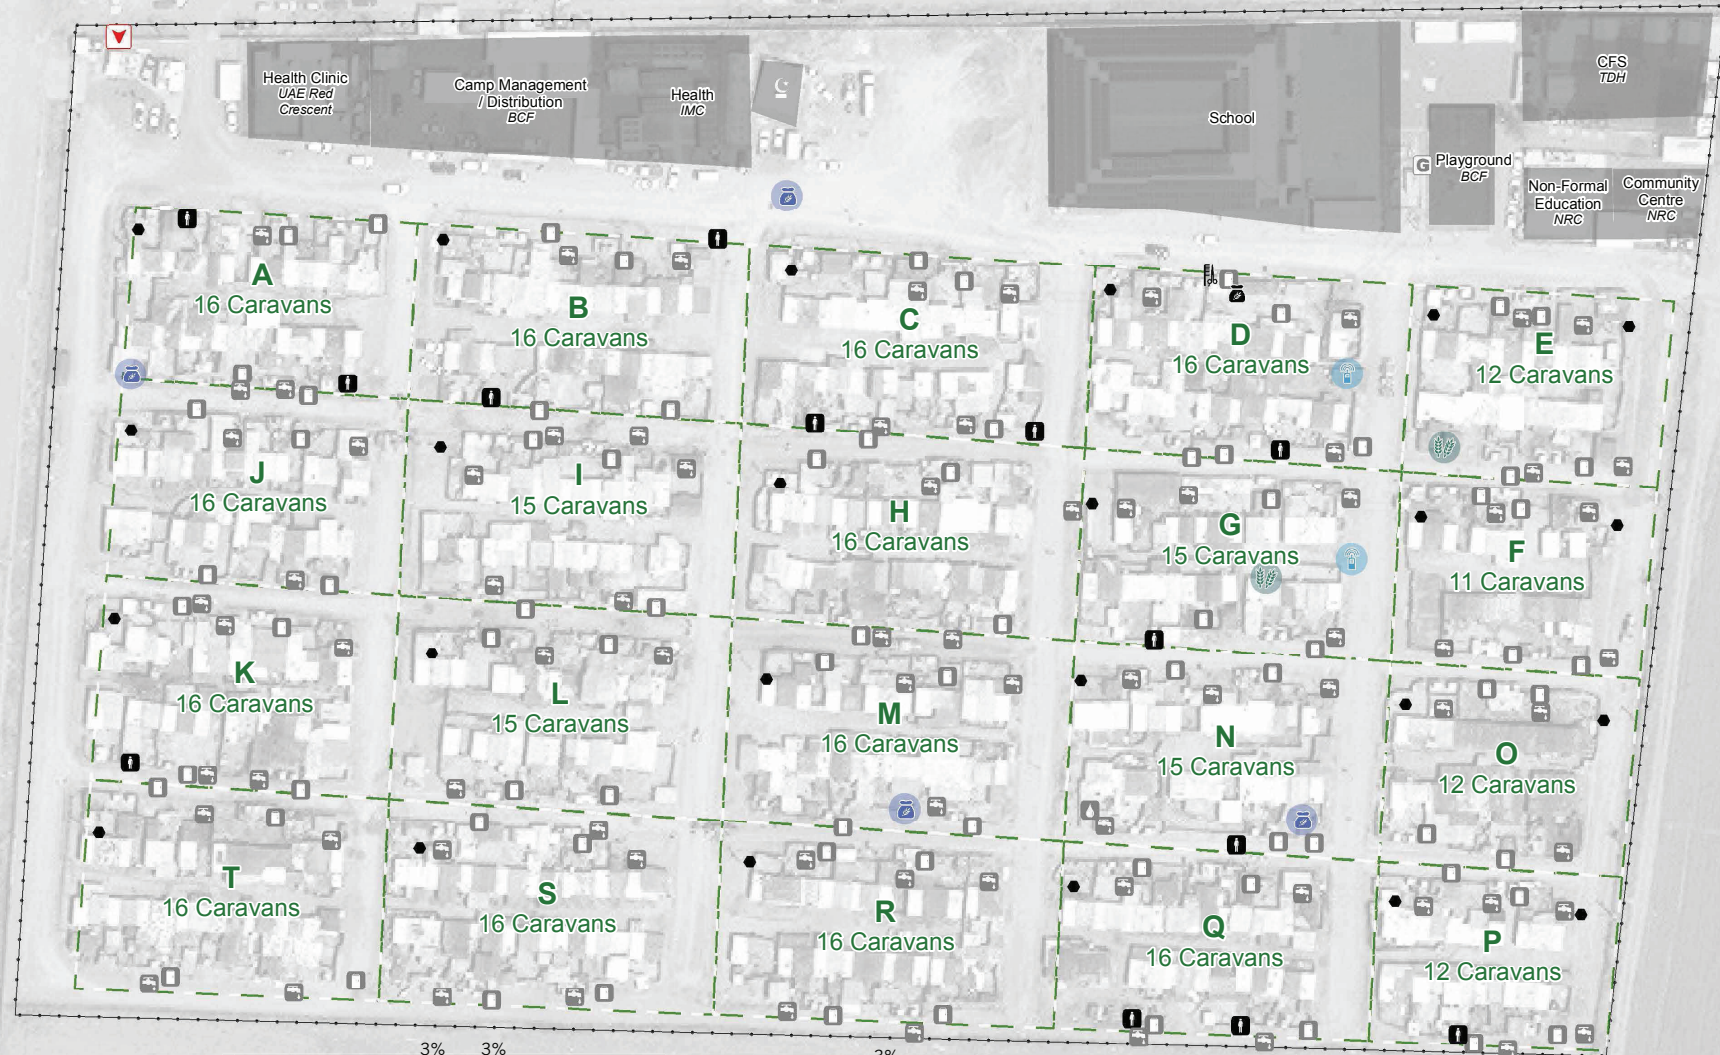 Health Clinic
UAE Red
Crescent
Camp Management
/ Distribution
BCF
Health
IMC
School
CFS
TDH
G
Playground
BCF
Non-Formal
Education
NRC
Community
Centre
NRC
A
16 Caravans
B
16 Caravans
C
16 Caravans
D
16 Caravans
E
12 Caravans
J
16 Caravans
I
15 Caravans
H
16 Caravans
G
15 Caravans
F
11 Caravans
K
16 Caravans
L
15 Caravans
M
16 Caravans
N
15 Caravans
O
12 Caravans
T
16 Caravans
S
16 Caravans
R
16 Caravans
Q
16 Caravans
P
12 Caravans
3%
3%
3%